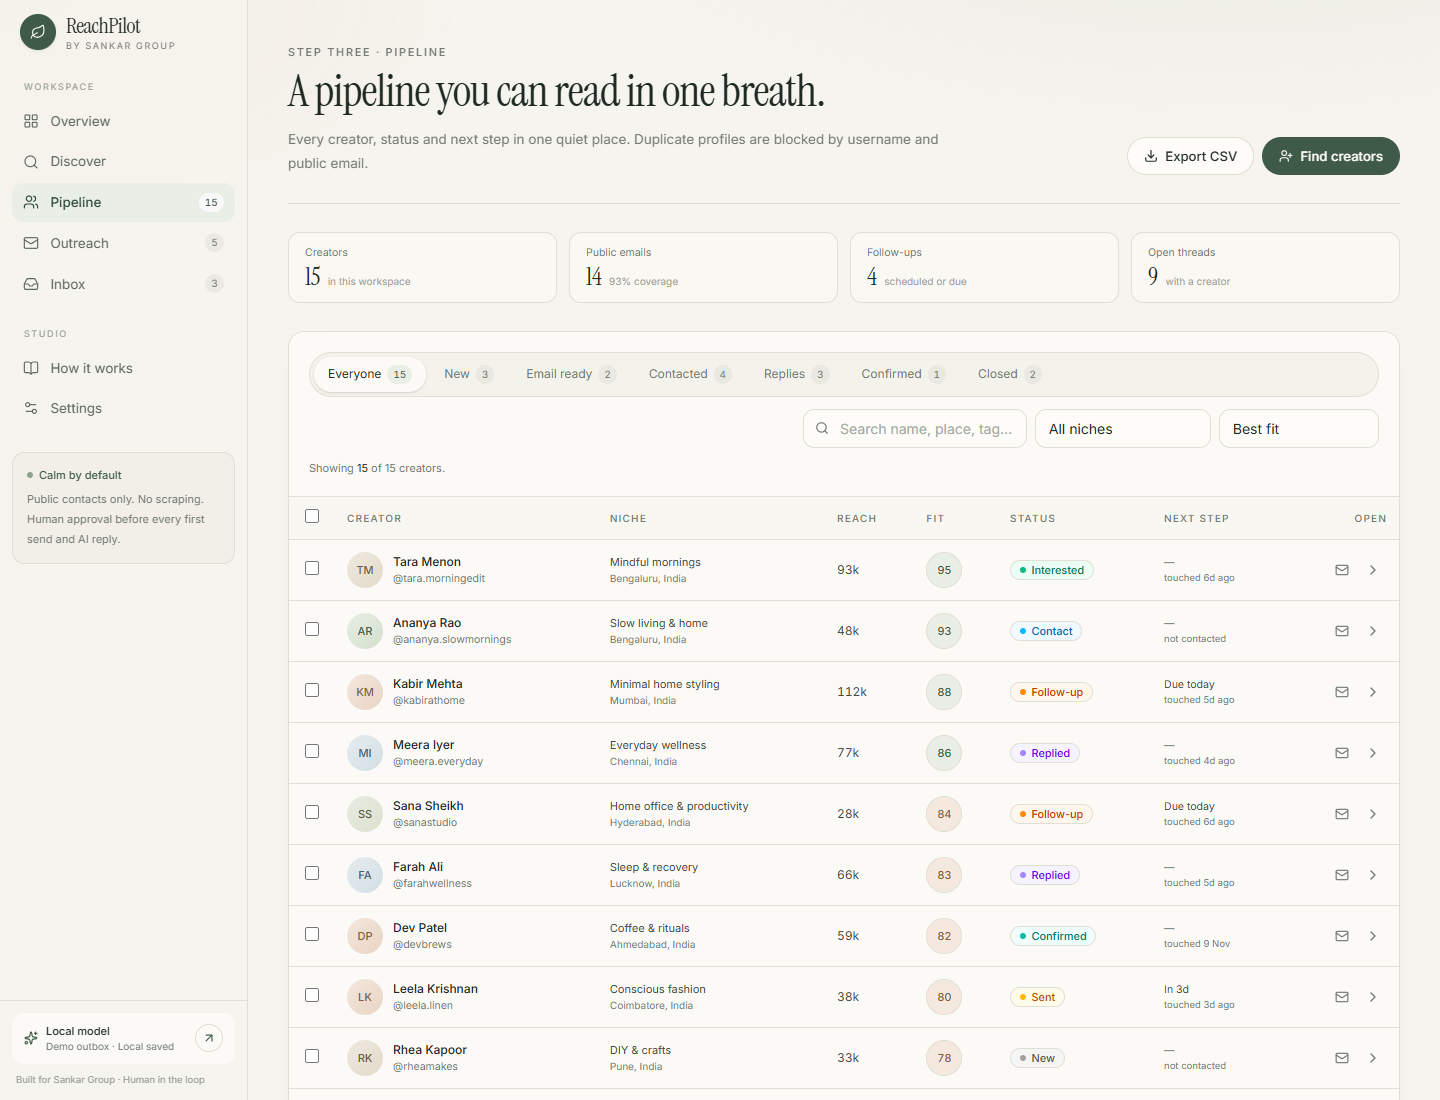 ReachPilot
BY SANKAR GROUP
WORKSPACE
Overview
Discover
Pipeline 15
Outreach 5
Inbox 3
STUDIO
How it works
Settings
Calm by default
Public contacts only. No scraping.
Human approval before every first
send and AI reply.
Local model
Demo outbox · Local saved
Built for Sankar Group · Human in the loop
STEP THREE · PIPELINE
A pipeline you can read in one breath.
Every creator, status and next step in one quiet place. Duplicate profiles are blocked by username and
public email.
Export CSV
Find creators
Creators
15 in this workspace
Public emails
14 93% coverage
Follow-ups
4 scheduled or due
Open threads
9 with a creator
Everyone 15 New 3 Email ready 2 Contacted 4 Replies 3 Confirmed 1 Closed 2
Search name, place, tag... All niches Best fit
Showing 15 of 15 creators.
CREATOR NICHE REACH FIT STATUS NEXT STEP OPEN
TM Tara Menon Mindful mornings 93k 95 Interested —
@tara.morningedit Bengaluru, India touched 6d ago
AR Ananya Rao Slow living & home 48k 93 Contact —
@ananya.slowmornings Bengaluru, India not contacted
KM Kabir Mehta Minimal home styling 112k 88 Follow-up Due today
@kabirathome Mumbai, India touched 5d ago
MI Meera Iyer Everyday wellness 77k 86 Replied —
@meera.everyday Chennai, India touched 4d ago
SS Sana Sheikh Home office & productivity 28k 84 Follow-up Due today
@sanastudio Hyderabad, India touched 6d ago
FA Farah Ali Sleep & recovery 66k 83 Replied —
@farahwellness Lucknow, India touched 5d ago
DP Dev Patel Coffee & rituals 59k 82 Confirmed —
@devbrews Ahmedabad, India touched 9 Nov
LK Leela Krishnan Conscious fashion 38k 80 Sent In 3d
@leela.linen Coimbatore, India touched 3d ago
RK Rhea Kapoor DIY & crafts 33k 78 New —
@rheamakes Pune, India not contacted